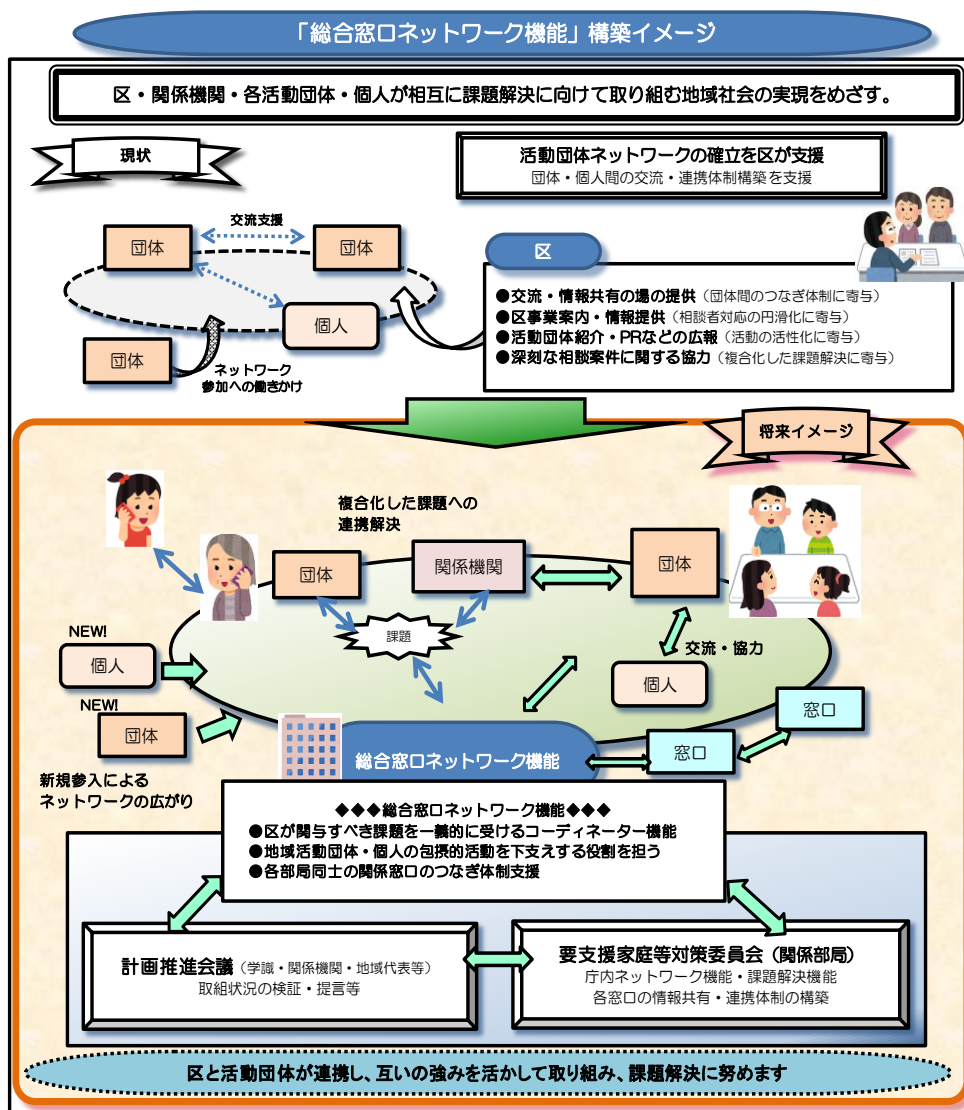 「総合窓口ネットワーク機能」構築イメージ
区・関係機関・各活動団体・個人が相互に課題解決に向けて取り組む地域社会の実現をめざす。
現状
活動団体ネットワークの確立を区が支援
団体・個人間の交流・連携体制構築を支援
交流支援
団体
団体
個人
団体
ネットワーク
参加への働きかけ
区
●交流・情報共有の場の提供（団体間のつなぎ体制に寄与）
●区事業案内・情報提供（相談者対応の円滑化に寄与）
●活動団体紹介・PRなどの広報（活動の活性化に寄与）
●深刻な相談案件に関する協力（複合化した課題解決に寄与）
将来イメージ
複合化した課題への
連携解決
団体
関係機関
団体
課題
NEW!
個人
NEW!
団体
交流・協力
個人
窓口
窓口
新規参入による
ネットワークの広がり
総合窓口ネットワーク機能
◆◆◆総合窓口ネットワーク機能◆◆◆
●区が関与すべき課題を一義的に受けるコーディネーター機能
●地域活動団体・個人の包摂的活動を下支えする役割を担う
●各部局同士の関係窓口のつなぎ体制支援
計画推進会議（学識・関係機関・地域代表等）
取組状況の検証・提言等
要支援家庭等対策委員会（関係部局）
庁内ネットワーク機能・課題解決機能
各窓口の情報共有・連携体制の構築
区と活動団体が連携し、互いの強みを活かして取り組み、課題解決に努めます